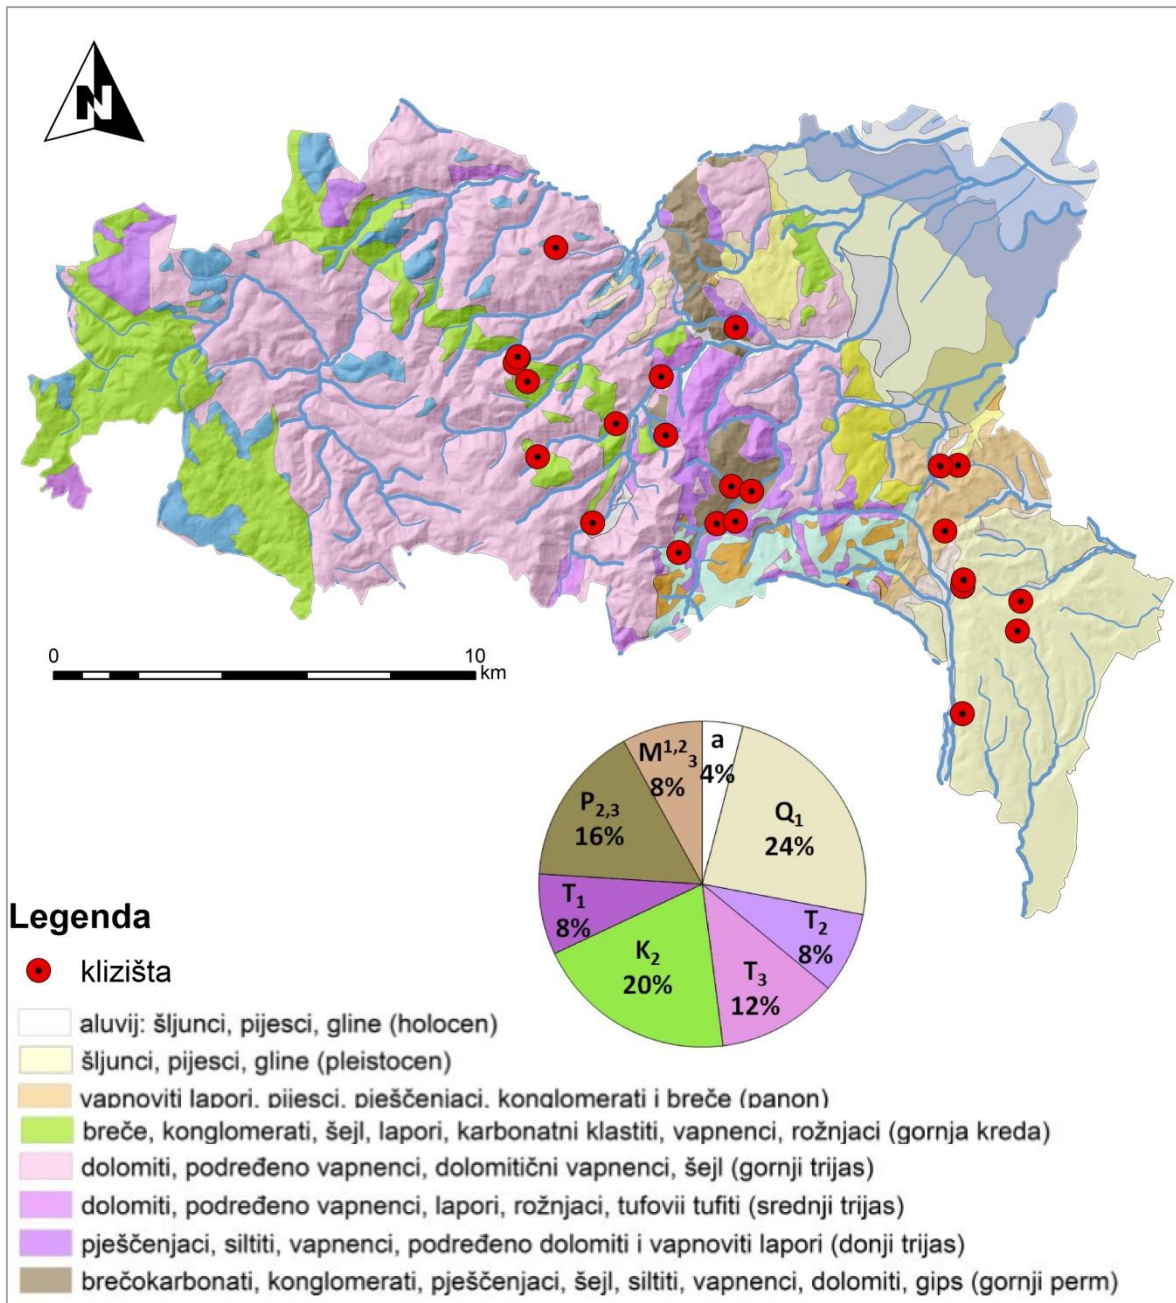 N
0 10
km
M1,2 3
8%
a
4%
Q1
24%
P2,3
16%
T1
8%
T2
8%
K2
20%
T3
12%
Legenda
klizišta
aluvij: šljunci, pijesci, gline (holocen)
šljunci, pijesci, gline (pleistocen)
vapnoviti lapori, pijesci, pješčenjaci, konglomerati i breče (panon)
breče, konglomerati, šejl, lapori, karbonatni klastiti, vapnenci, rožnjaci (gornja kreda)
dolomiti, podređeno vapnenci, dolomitični vapnenci, šejl (gornji trijas)
dolomiti, podređeno vapnenci, lapori, rožnjaci, tufovii tufiti (srednji trijas)
pješčenjaci, siltiti, vapnenci, podređeno dolomiti i vapnoviti lapori (donji trijas)
brečokarbonati, konglomerati, pješčenjaci, šejl, siltiti, vapnenci, dolomiti, gips (gornji perm)